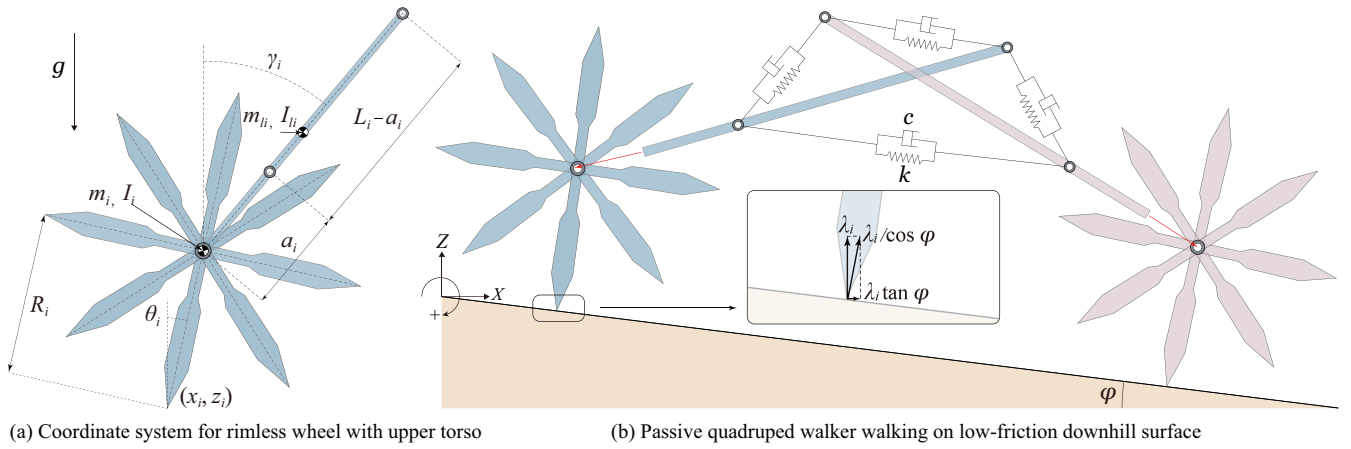 g
γᵢ
mₗᵢ, Iₗᵢ
Lᵢ−aᵢ
mᵢ, Iᵢ
aᵢ
Rᵢ
θᵢ
(xᵢ, zᵢ)
c
k
Z
X
+
λᵢ
λᵢ/cos φ
λᵢ tan φ
φ
(a) Coordinate system for rimless wheel with upper torso
(b) Passive quadruped walker walking on low-friction downhill surface